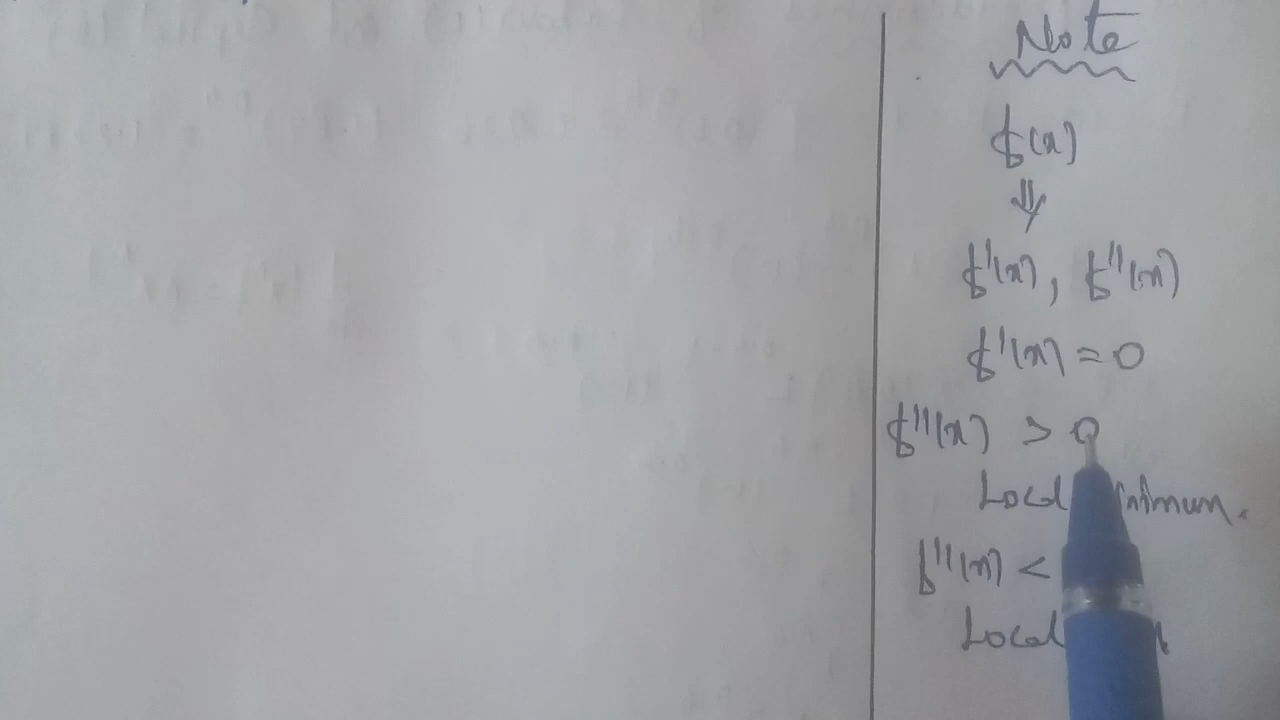 Note
f(x)
⇓
f'(x), f''(x)
f'(x) = 0
f''(x) > 0
Local
f''(x) <
Local